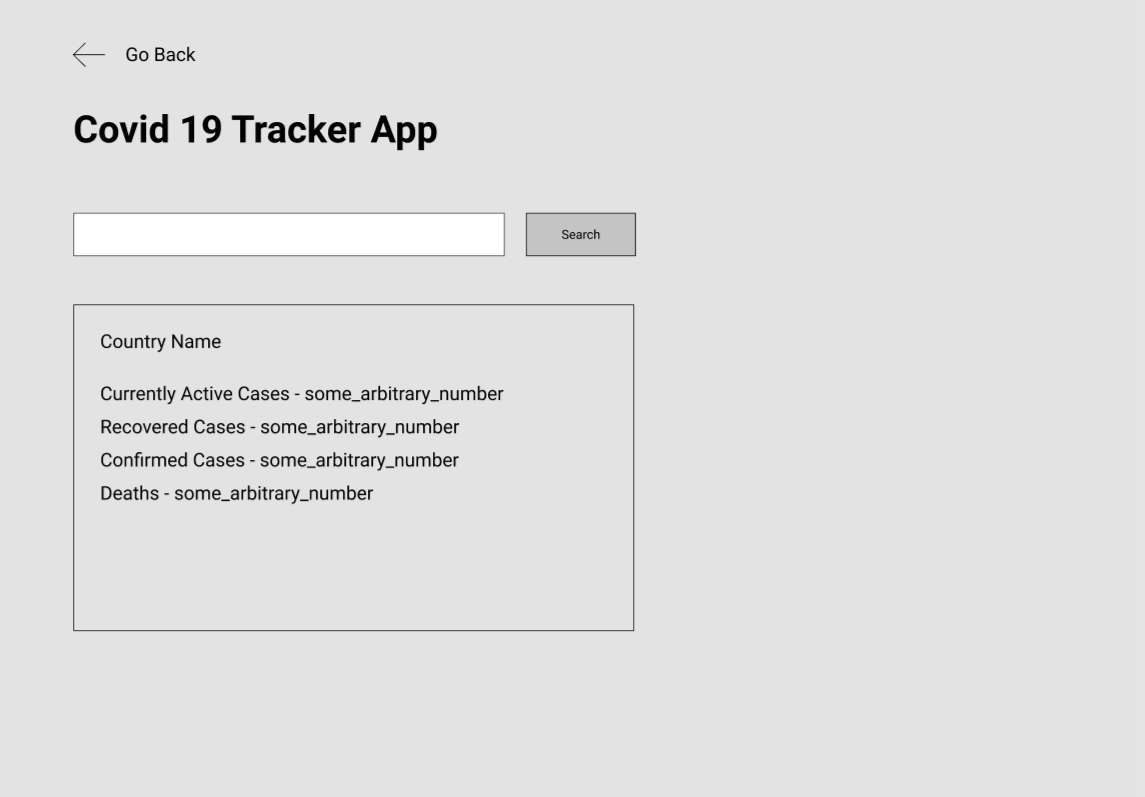 Go Back
Covid 19 Tracker App
Search
Country Name
Currently Active Cases - some_arbitrary_number
Recovered Cases - some_arbitrary_number
Confirmed Cases - some_arbitrary_number
Deaths - some_arbitrary_number